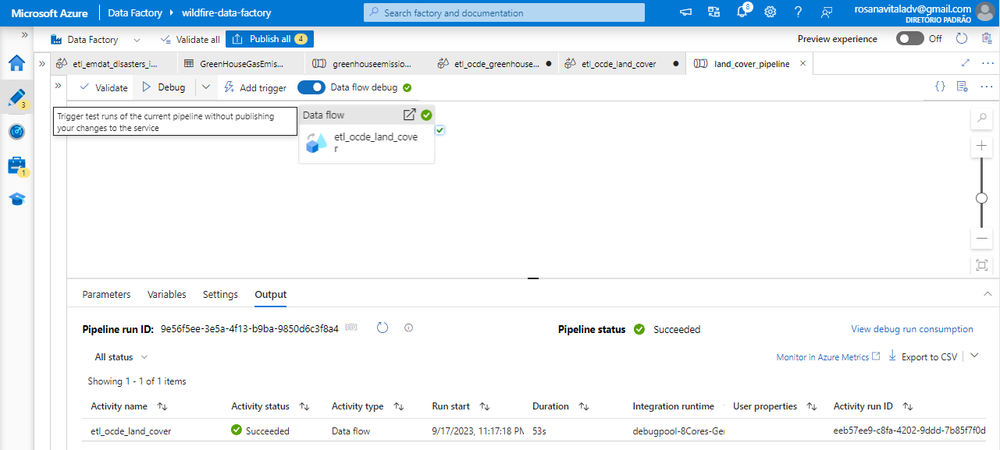 Microsoft Azure
Data Factory
wildfire-data-factory
Search factory and documentation
8
rosanavitaladv@gmail.com
DIRETÓRIO PADRÃO
Data Factory
Validate all
Publish all 4
Preview experience
Off
etl_emdat_disasters_i...
GreenHouseGasEmis...
greenhouseemissio...
etl_ocde_greenhouse...
etl_ocde_land_cover
land_cover_pipeline
3
1
Validate
Debug
Add trigger
Data flow debug
Trigger test runs of the current pipeline without publishing
your changes to the service
Data flow
etl_ocde_land_cove
r
Parameters
Variables
Settings
Output
Pipeline run ID: 9e56f5ee-3e5a-4f13-b9ba-9850d6c3f8a4 [@]
Pipeline status Succeeded
View debug run consumption
All status
Monitor in Azure Metrics
Export to CSV
Showing 1 - 1 of 1 items
Activity name Activity status Activity type Run start Duration Integration runtime User properties Activity run ID
etl_ocde_land_cover Succeeded Data flow 9/17/2023, 11:17:18 PM 53s debugpool-8Cores-Ge eeb57ee9-c8fa-4202-9ddd-7b85f7f0d